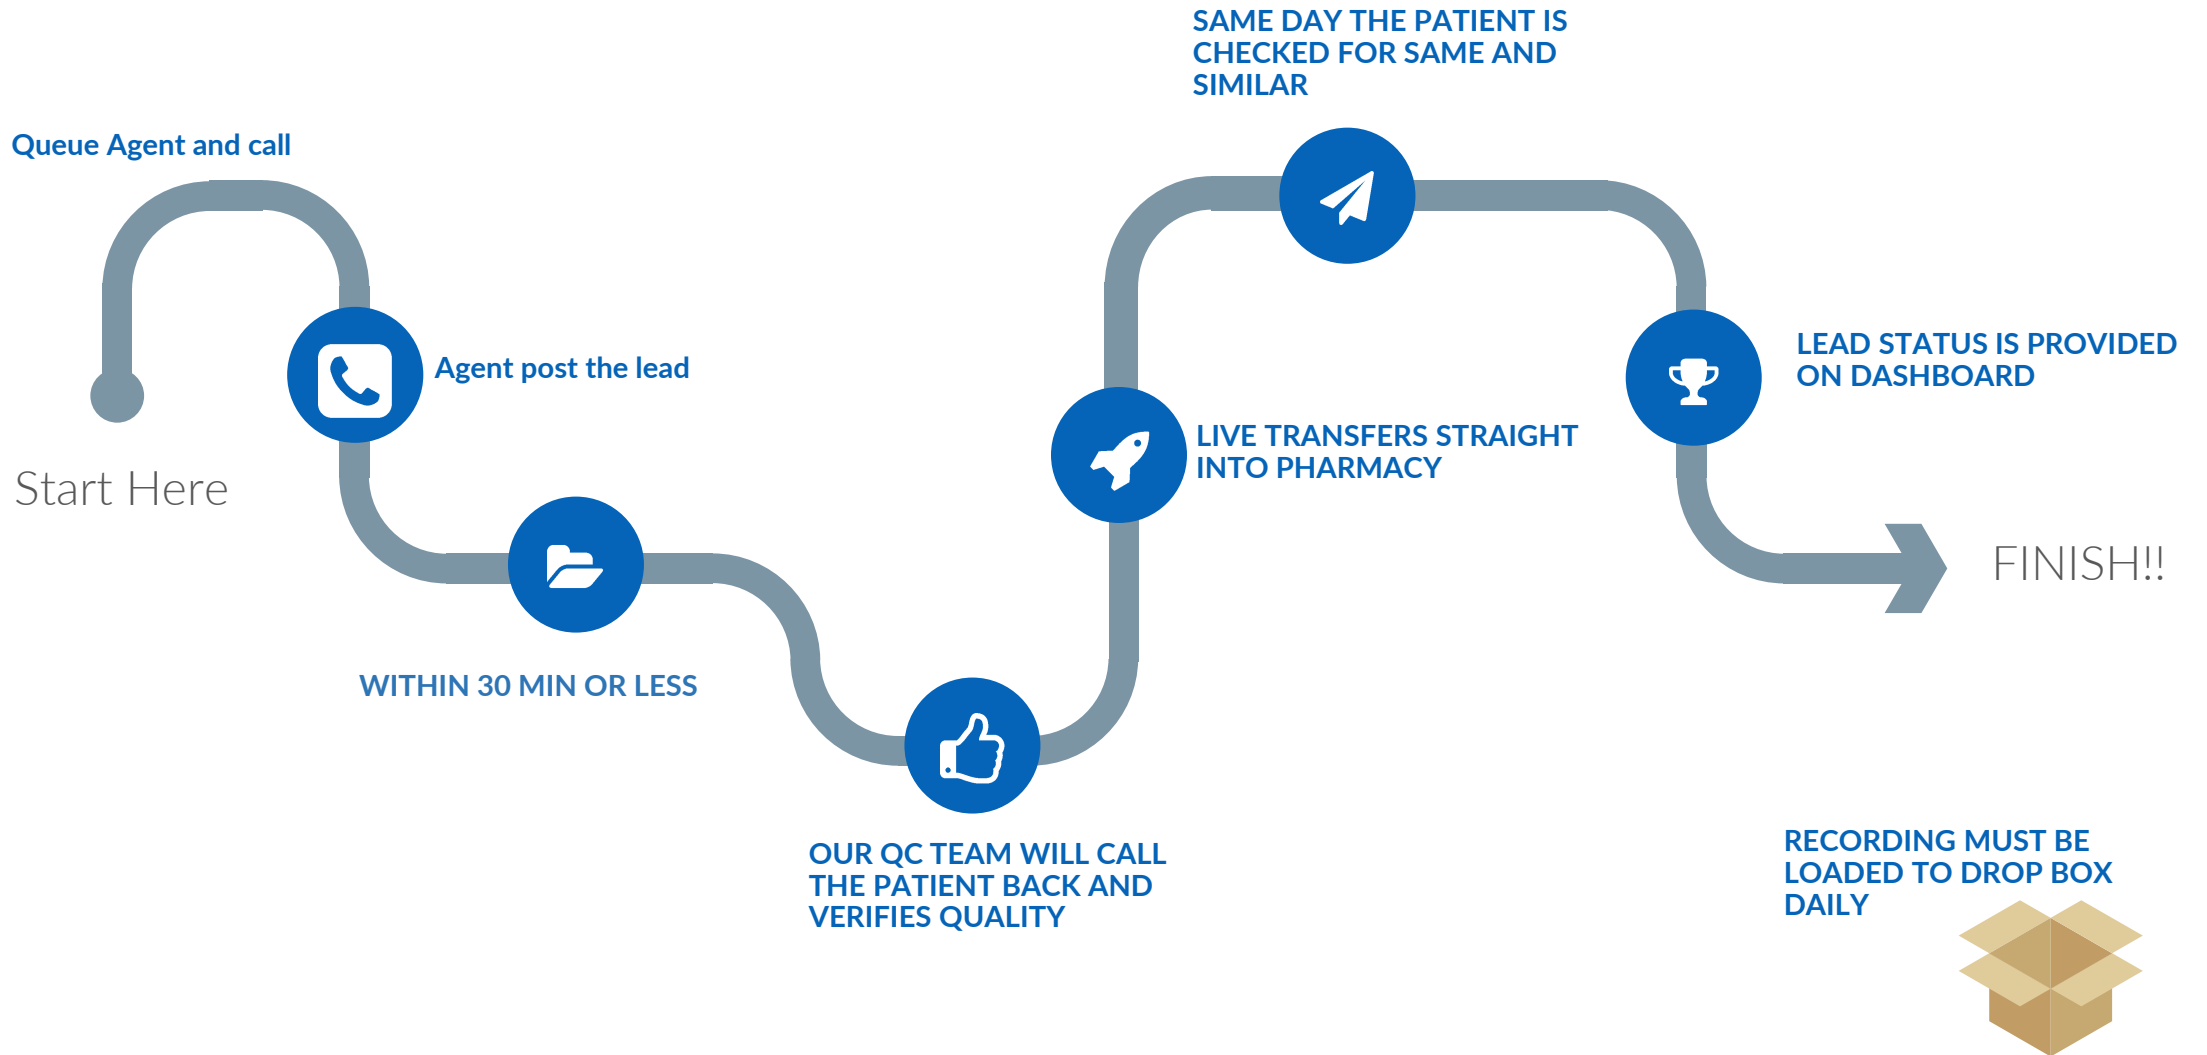 SAME DAY THE PATIENT IS
CHECKED FOR SAME AND
SIMILAR
Queue Agent and call
Agent post the lead
Start Here
LEAD STATUS IS PROVIDED
ON DASHBOARD
LIVE TRANSFERS STRAIGHT
INTO PHARMACY
FINISH!!
WITHIN 30 MIN OR LESS
OUR QC TEAM WILL CALL
THE PATIENT BACK AND
VERIFIES QUALITY
RECORDING MUST BE
LOADED TO DROP BOX
DAILY